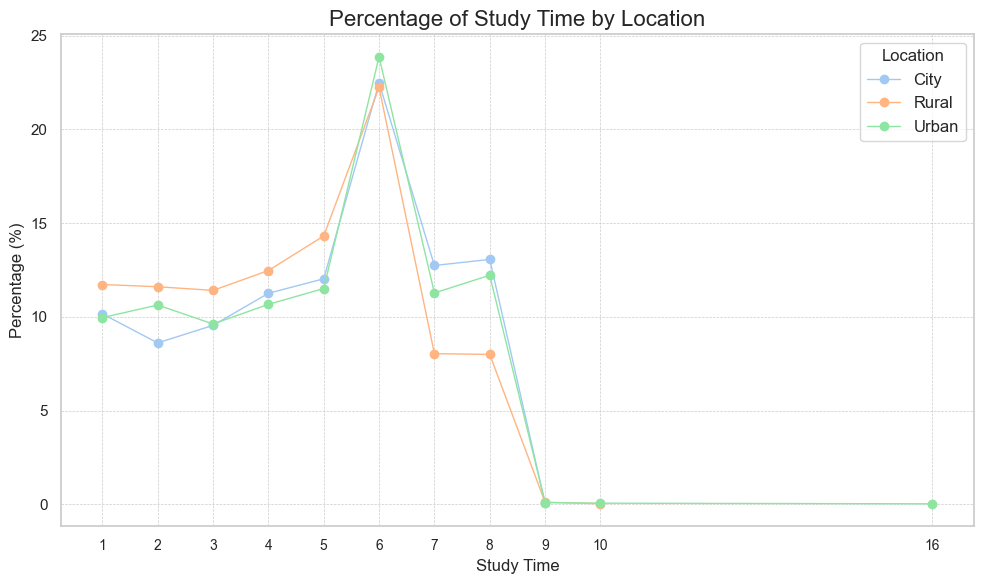 Percentage of Study Time by Location
25
20
15
10
5
0
Percentage (%)
Location
City
Rural
Urban
1 2 3 4 5 6 7 8 9 10 16
Study Time